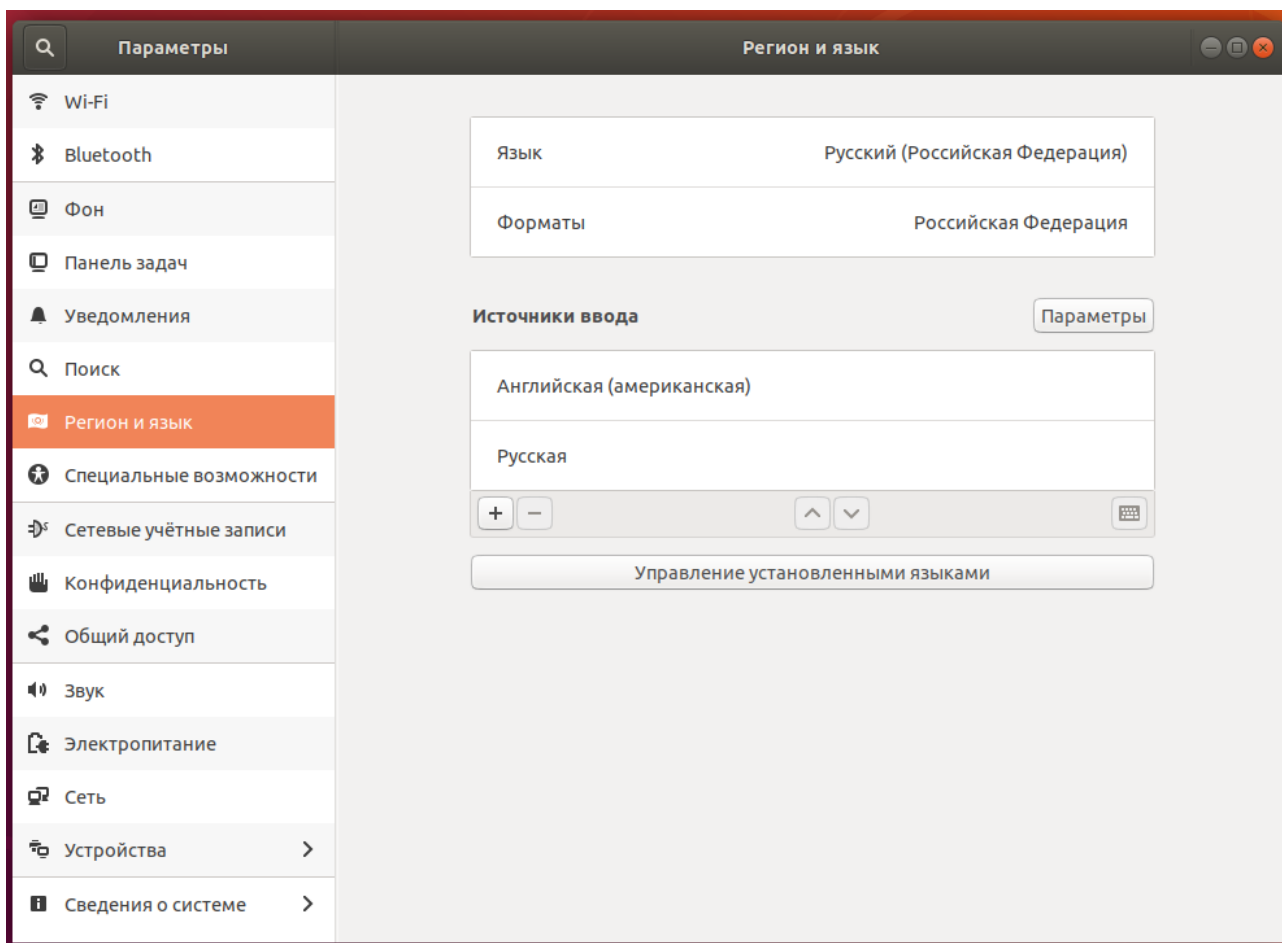 Параметры
Регион и язык
Wi-Fi
Bluetooth
Фон
Панель задач
Уведомления
Поиск
Регион и язык
Специальные возможности
Сетевые учётные записи
Конфиденциальность
Общий доступ
Звук
Электропитание
Сеть
Устройства
Сведения о системе
Язык Русский (Российская Федерация)
Форматы Российская Федерация
Источники ввода Параметры
Английская (американская)
Русская
Управление установленными языками